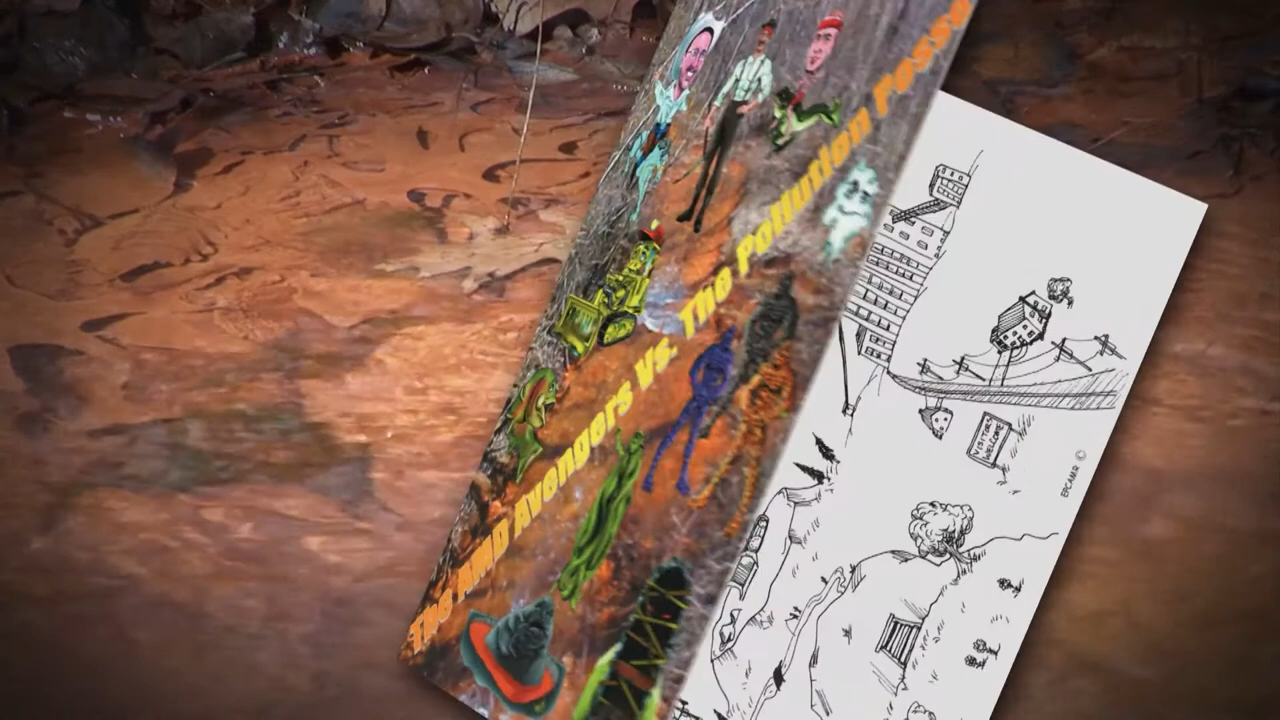 The AMD Avengers Vs. The Pollution Posse
VISITORS
WELCOME
EPCAMR ©